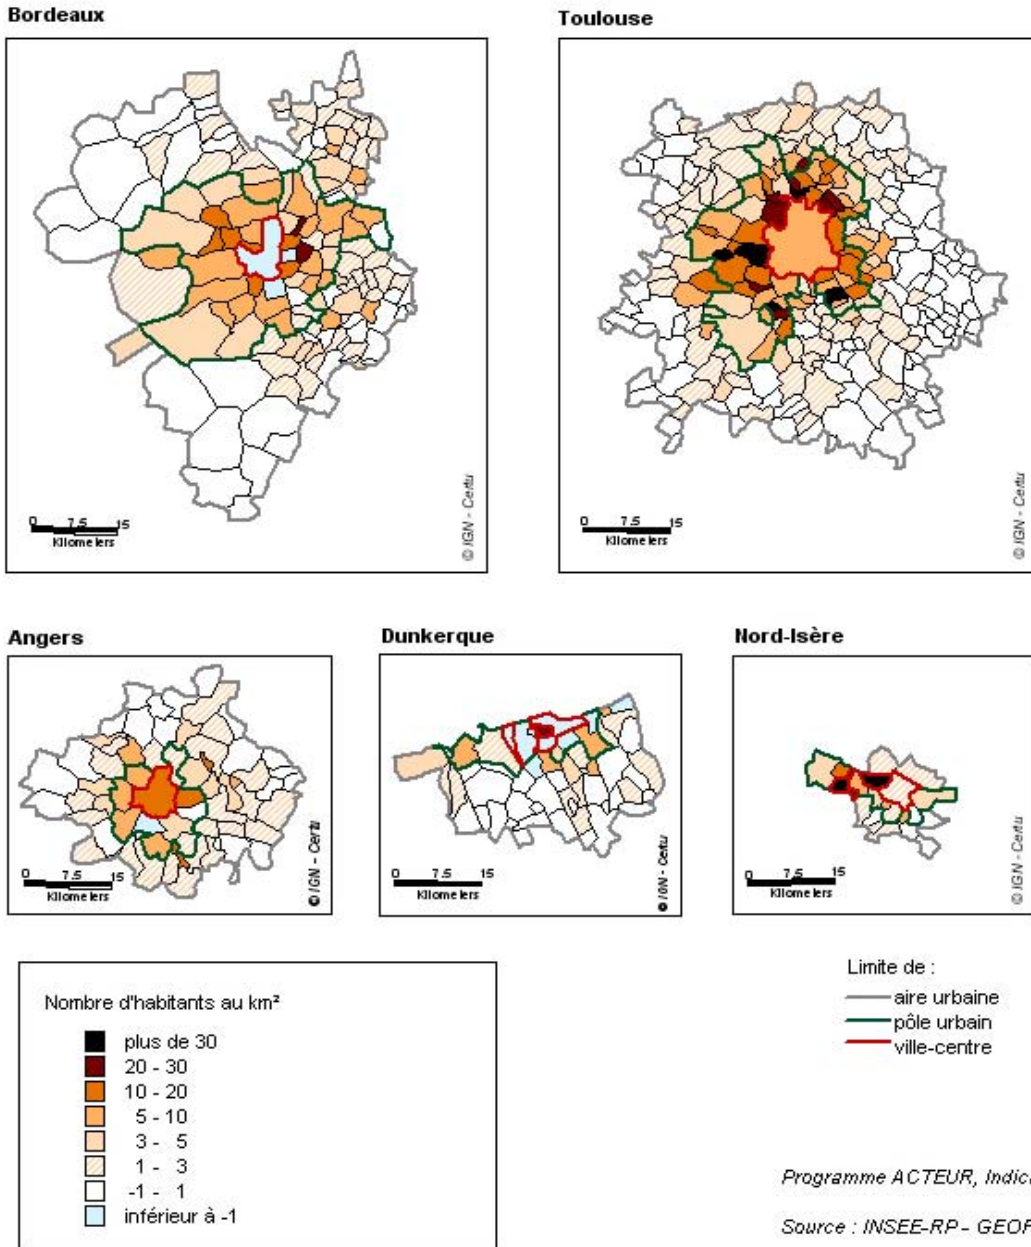 Bordeaux
Toulouse
0 7.5 15
Kilometers
© IGN - Certu
0 7.5 15
Kilometers
© IGN - Certu
Angers
Dunkerque
Nord-Isère
0 7.5 15
Kilometers
© IGN - Certu
0 7.5 15
Kilometers
© IGN - Certu
0 7.5 15
Kilometers
© IGN - Certu
Nombre d'habitants au km²
plus de 30
20 - 30
10 - 20
5 - 10
3 - 5
1 - 3
-1 - 1
inférieur à -1
Limite de :
aire urbaine
pôle urbain
ville-centre
Programme ACTEUR, Indica
Source : INSEE-RP - GEOF